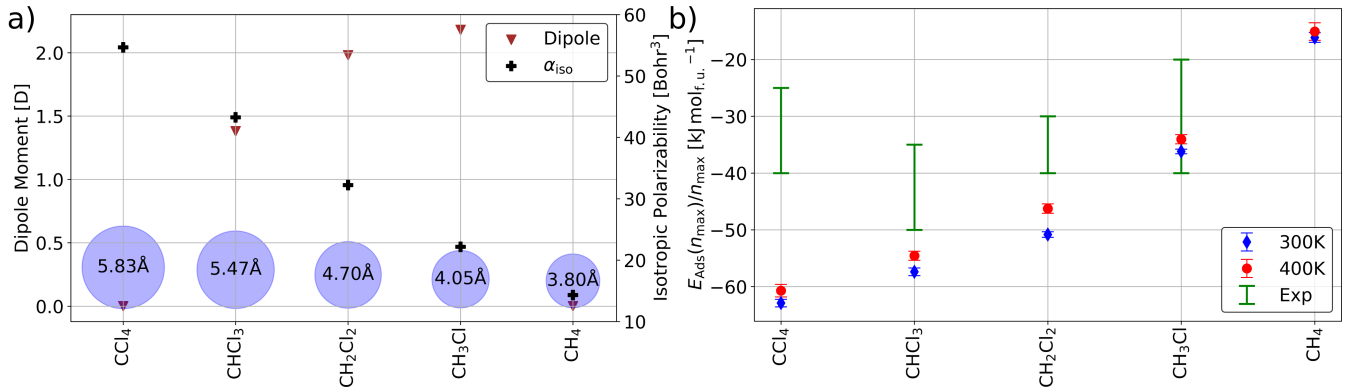 a)
Dipole Moment [D]
2.0
1.5
1.0
0.5
0.0
Dipole
α_iso
5.83Å
5.47Å
4.70Å
4.05Å
3.80Å
60
50
40
30
20
10
Isotropic Polarizability [Bohr³]
CCl₄
CHCl₃
CH₂Cl₂
CH₃Cl
CH₄
b)
E_Ads(n_max)/n_max [kJ mol_f.u.⁻¹]
−20
−30
−40
−50
−60
300K
400K
Exp
CCl₄
CHCl₃
CH₂Cl₂
CH₃Cl
CH₄